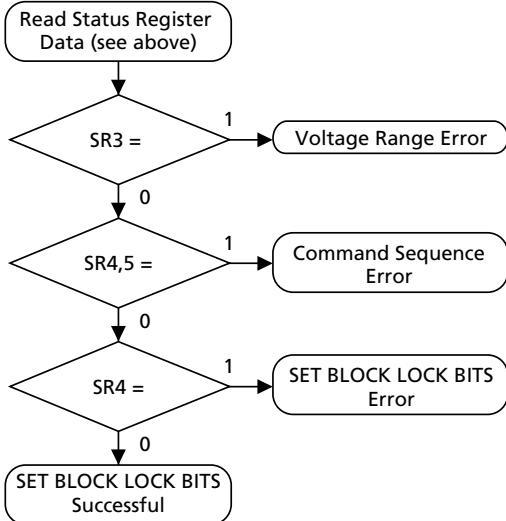 Read Status Register
Data (see above)
SR3 =
1
Voltage Range Error
0
SR4,5 =
1
Command Sequence
Error
0
SR4 =
1
SET BLOCK LOCK BITS
Error
0
SET BLOCK LOCK BITS
Successful